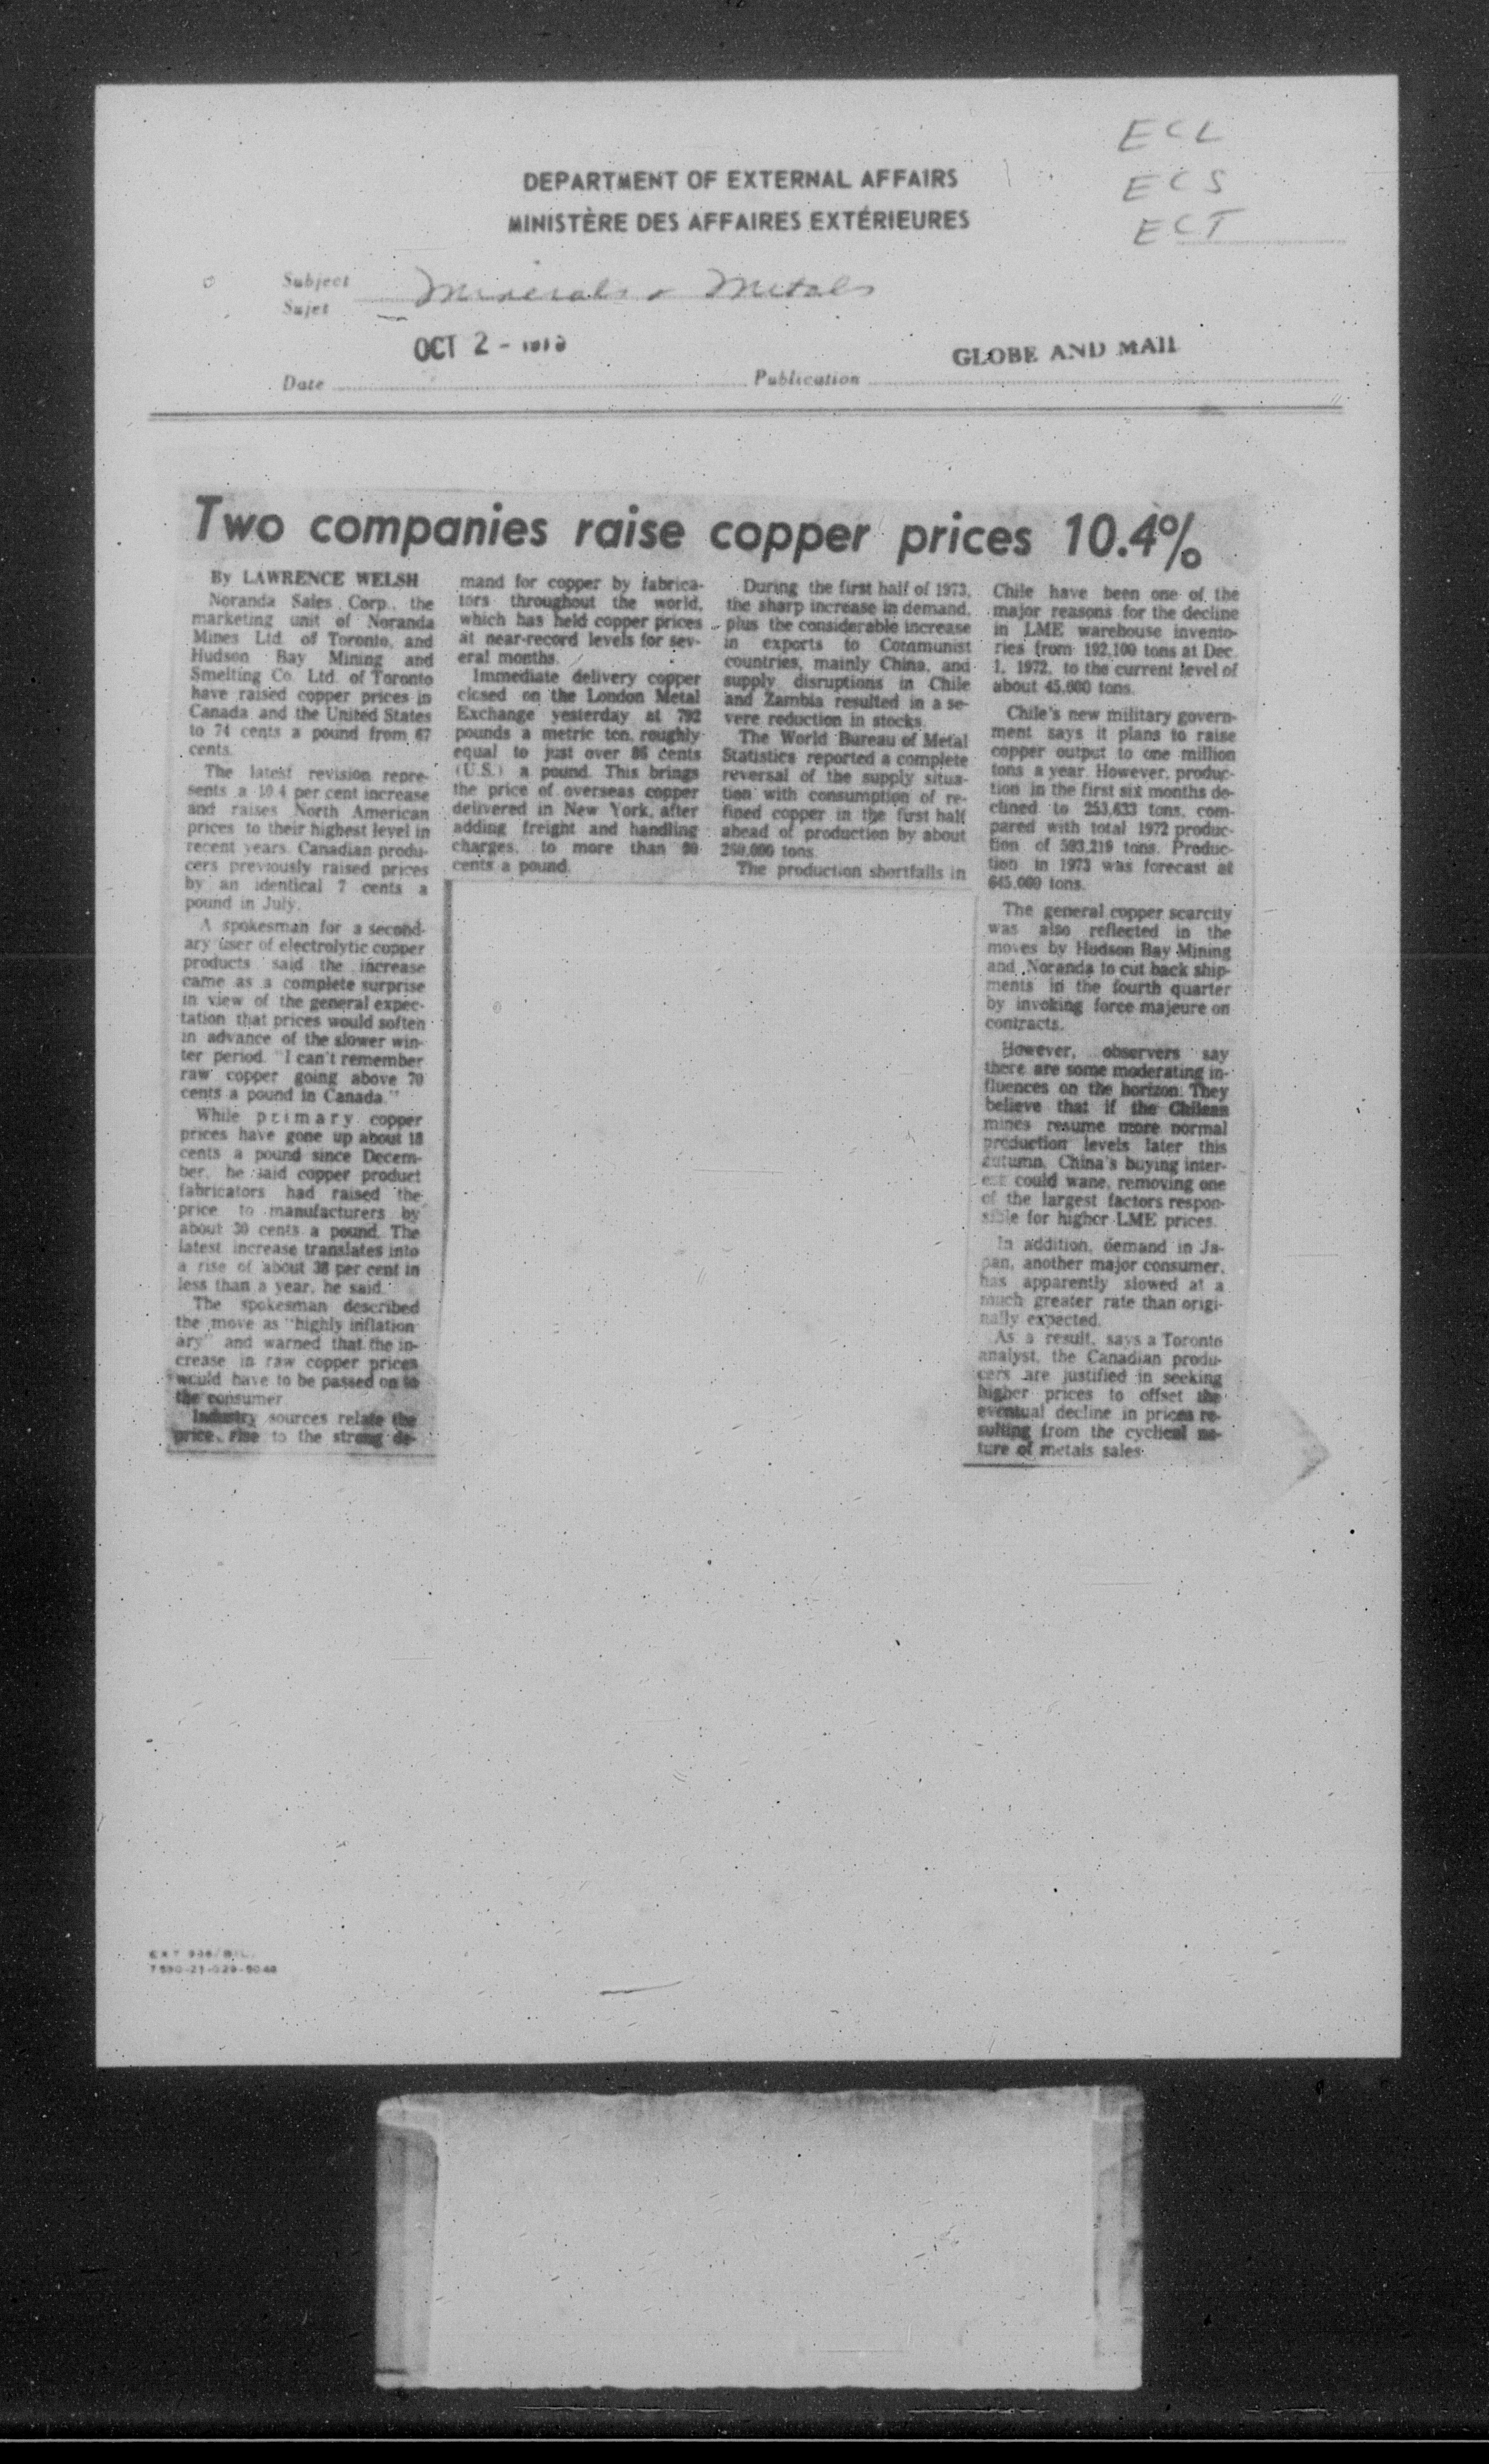 ECL
DEPARTMENT OF EXTERNAL AFFAIRS
ECS
MINISTÈRE DES AFFAIRES EXTÉRIEURES
ECT
Subject
Sujet
Minerals & Metals
OCT 2 -
GLOBE AND MAIL
Date
Publication
Two companies raise copper prices 10.4%
By LAWRENCE WELSH
Noranda Sales Corp., the
marketing unit of Noranda
Mines Ltd. of Toronto, and
Hudson Bay Mining and
Smelting Co. Ltd. of Toronto
have raised copper prices in
Canada and the United States
to 74 cents a pound from 67
cents.
The latest revision repre-
sents a 10.4 per cent increase
and raises North American
prices to their highest level in
recent years. Canadian produ-
cers previously raised prices
by an identical 7 cents a
pound in July.
A spokesman for a second-
ary user of electrolytic copper
products said the increase
came as a complete surprise
in view of the general expec-
tation that prices would soften
in advance of the slower win-
ter period. "I can't remember
raw copper going above 70
cents a pound in Canada."
While primary copper
prices have gone up about 18
cents a pound since Decem-
ber, he said copper product
fabricators had raised the
price to manufacturers by
about 30 cents a pound. The
latest increase translates into
a rise of about 38 per cent in
less than a year, he said.
The spokesman described
the move as "highly inflation-
ary" and warned that the in-
crease in raw copper prices
would have to be passed on to
the consumer.
Industry sources relate the
price rise to the strong de-
mand for copper by fabrica-
tors throughout the world,
which has held copper prices
at near-record levels for sev-
eral months.
Immediate delivery copper
closed on the London Metal
Exchange yesterday at 792
pounds a metric ton, roughly
equal to just over 86 cents
(U.S.) a pound. This brings
the price of overseas copper
delivered in New York, after
adding freight and handling
charges, to more than 90
cents a pound.
During the first half of 1973,
the sharp increase in demand,
plus the considerable increase
in exports to Communist
countries, mainly China, and
supply disruptions in Chile
and Zambia resulted in a se-
vere reduction in stocks.
The World Bureau of Metal
Statistics reported a complete
reversal of the supply situa-
tion with consumption of re-
fined copper in the first half
ahead of production by about
tons.
The production shortfalls in
Chile have been one of the
major reasons for the decline
in LME warehouse invento-
ries from 192,100 tons at Dec.
1, 1972, to the current level of
about 45,000 tons.
Chile's new military govern-
ment says it plans to raise
copper output to one million
tons a year. However, produc-
tion in the first six months de-
clined to 253,633 tons, com-
pared with total 1972 produc-
tion of 593,219 tons. Produc-
tion in 1973 was forecast at
645,000 tons.
The general copper scarcity
was also reflected in the
moves by Hudson Bay Mining
and Noranda to cut back ship-
ments in the fourth quarter
by invoking force majeure on
contracts.
However, observers say
there are some moderating in-
fluences on the horizon. They
believe that if the Chilean
mines resume more normal
production levels later this
autumn, China's buying inter-
est could wane, removing one
of the largest factors respon-
sible for higher LME prices.
In addition, demand in Ja-
pan, another major consumer,
has apparently slowed at a
much greater rate than origi-
nally expected.
As a result, says a Toronto
analyst, the Canadian produ-
cers are justified in seeking
higher prices to offset the
eventual decline in prices re-
sulting from the cyclical na-
ture of metals sales.